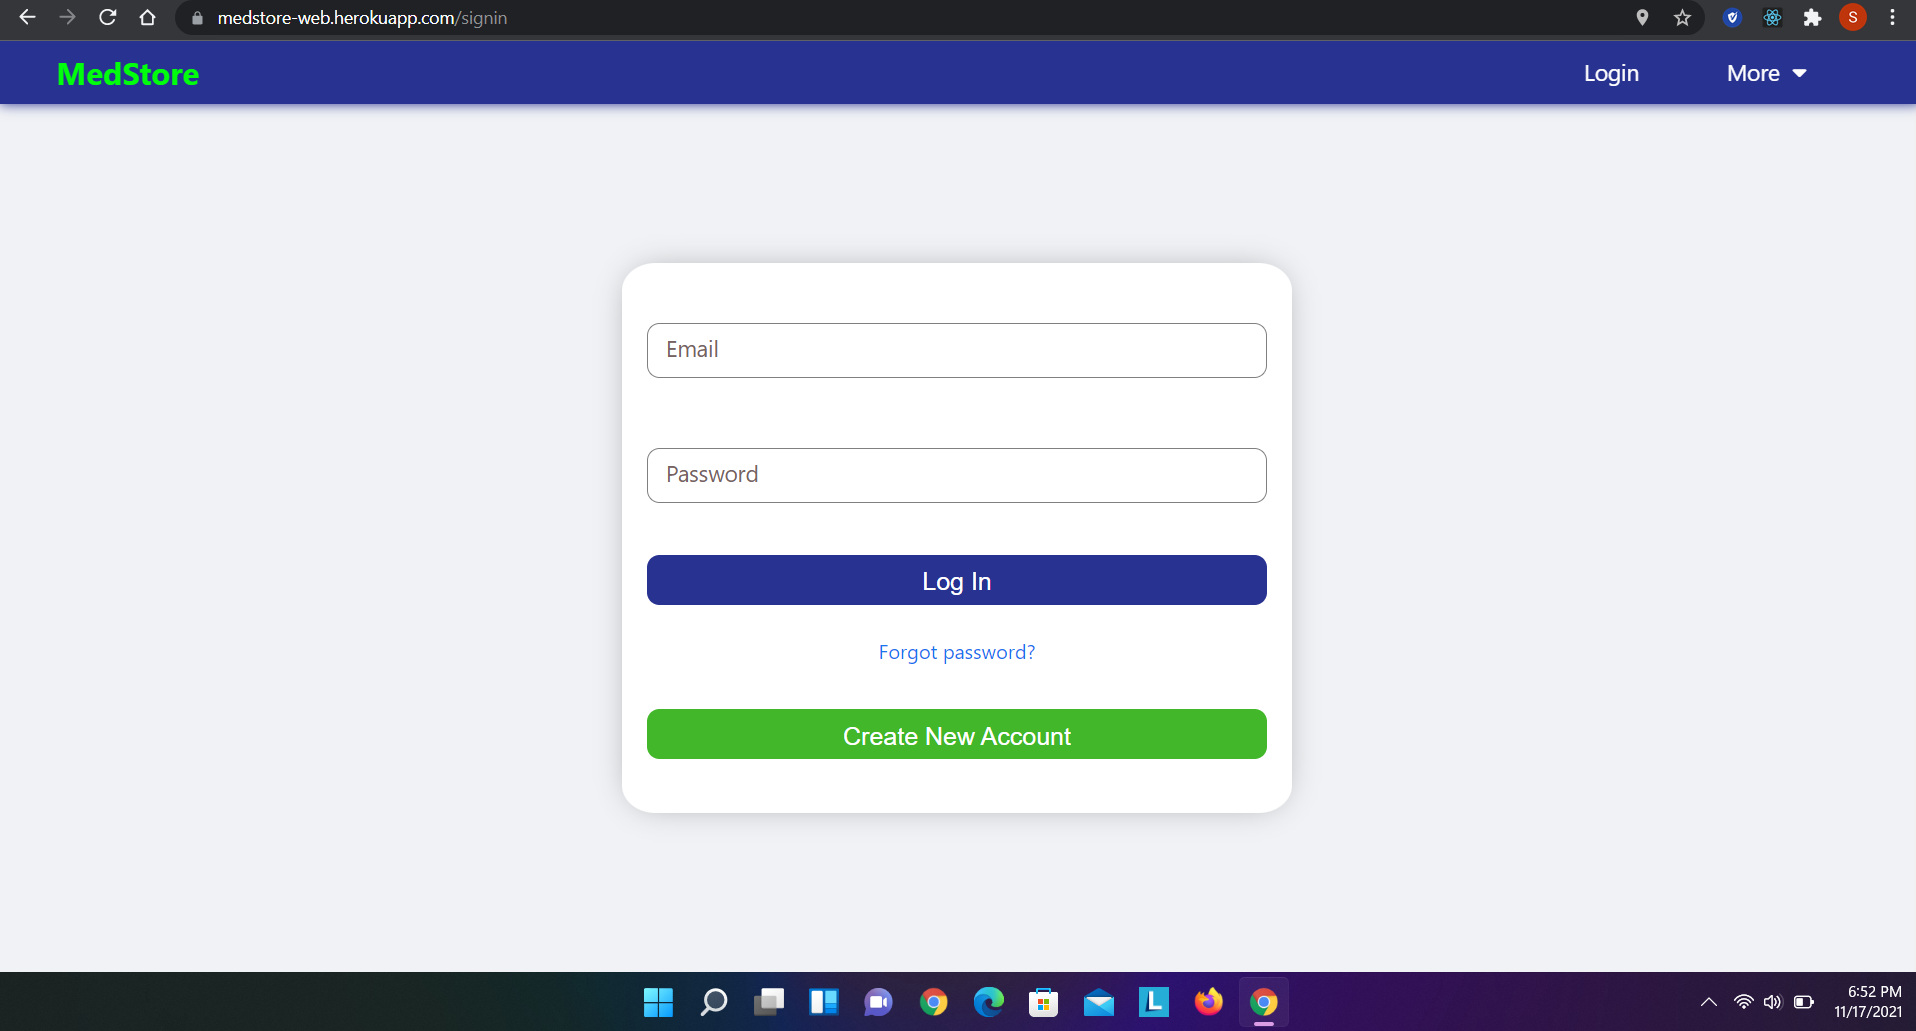 medstore-web.herokuapp.com/signin
S
MedStore
Login
More
Email
Password
Log In
Forgot password?
Create New Account
L
6:52 PM
11/17/2021